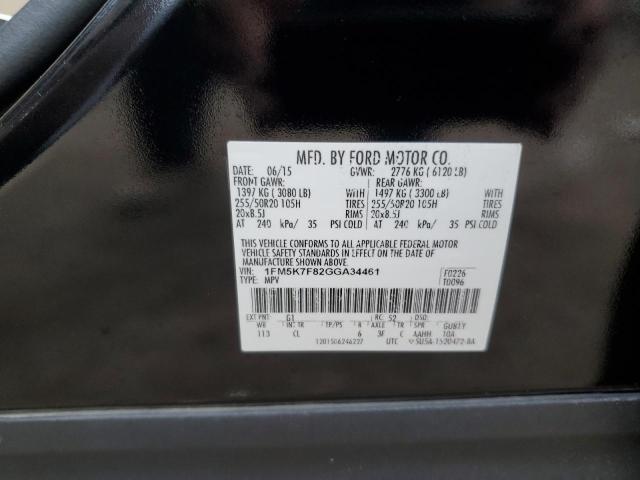 MFD. BY FORD MOTOR CO.
DATE: 06/15 GVWR: 2776 KG (6120 LB)
FRONT GAWR: REAR GAWR:
1397 KG (3080 LB) WITH 1497 KG (3300 LB) WITH
255/50R20 105H TIRES 255/50R20 105H TIRES
20x8.5J RIMS 20x8.5J RIMS
AT 240 kPa/ 35 PSI COLD AT 240 kPa/ 35 PSI COLD
THIS VEHICLE CONFORMS TO ALL APPLICABLE FEDERAL MOTOR
VEHICLE SAFETY STANDARDS IN EFFECT ON THE DATE OF
MANUFACTURE SHOWN ABOVE.
VIN: 1FM5K7F82GGA34461 F0226
TYPE: MPV T0096
EXT PNT: G1 RC: 52 DSO:
WB INT TR TP/PS R AXLE TR SPR GUBTY
113 CL 6 3F C AAHH 10A
UTC